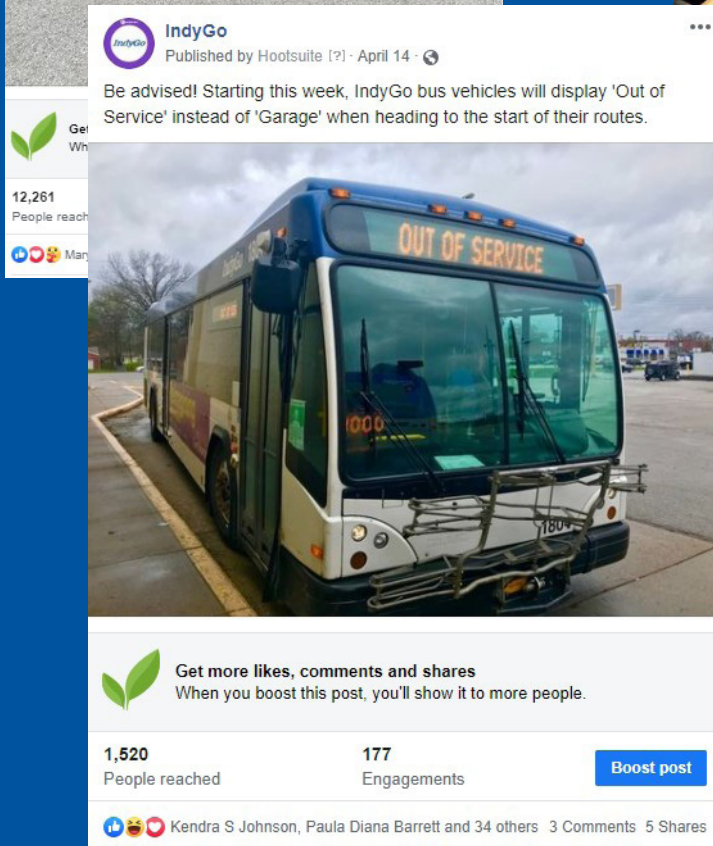 IndyGo
IndyGo
Published by Hootsuite [?] · April 14 ·
Be advised! Starting this week, IndyGo bus vehicles will display 'Out of
Service' instead of 'Garage' when heading to the start of their routes.
Get
Wh
12,261
People reach
Mary
OUT OF SERVICE
IndyGo
1000
180
Get more likes, comments and shares
When you boost this post, you'll show it to more people.
1,520
People reached
177
Engagements
Boost post
Kendra S Johnson, Paula Diana Barrett and 34 others 3 Comments 5 Shares